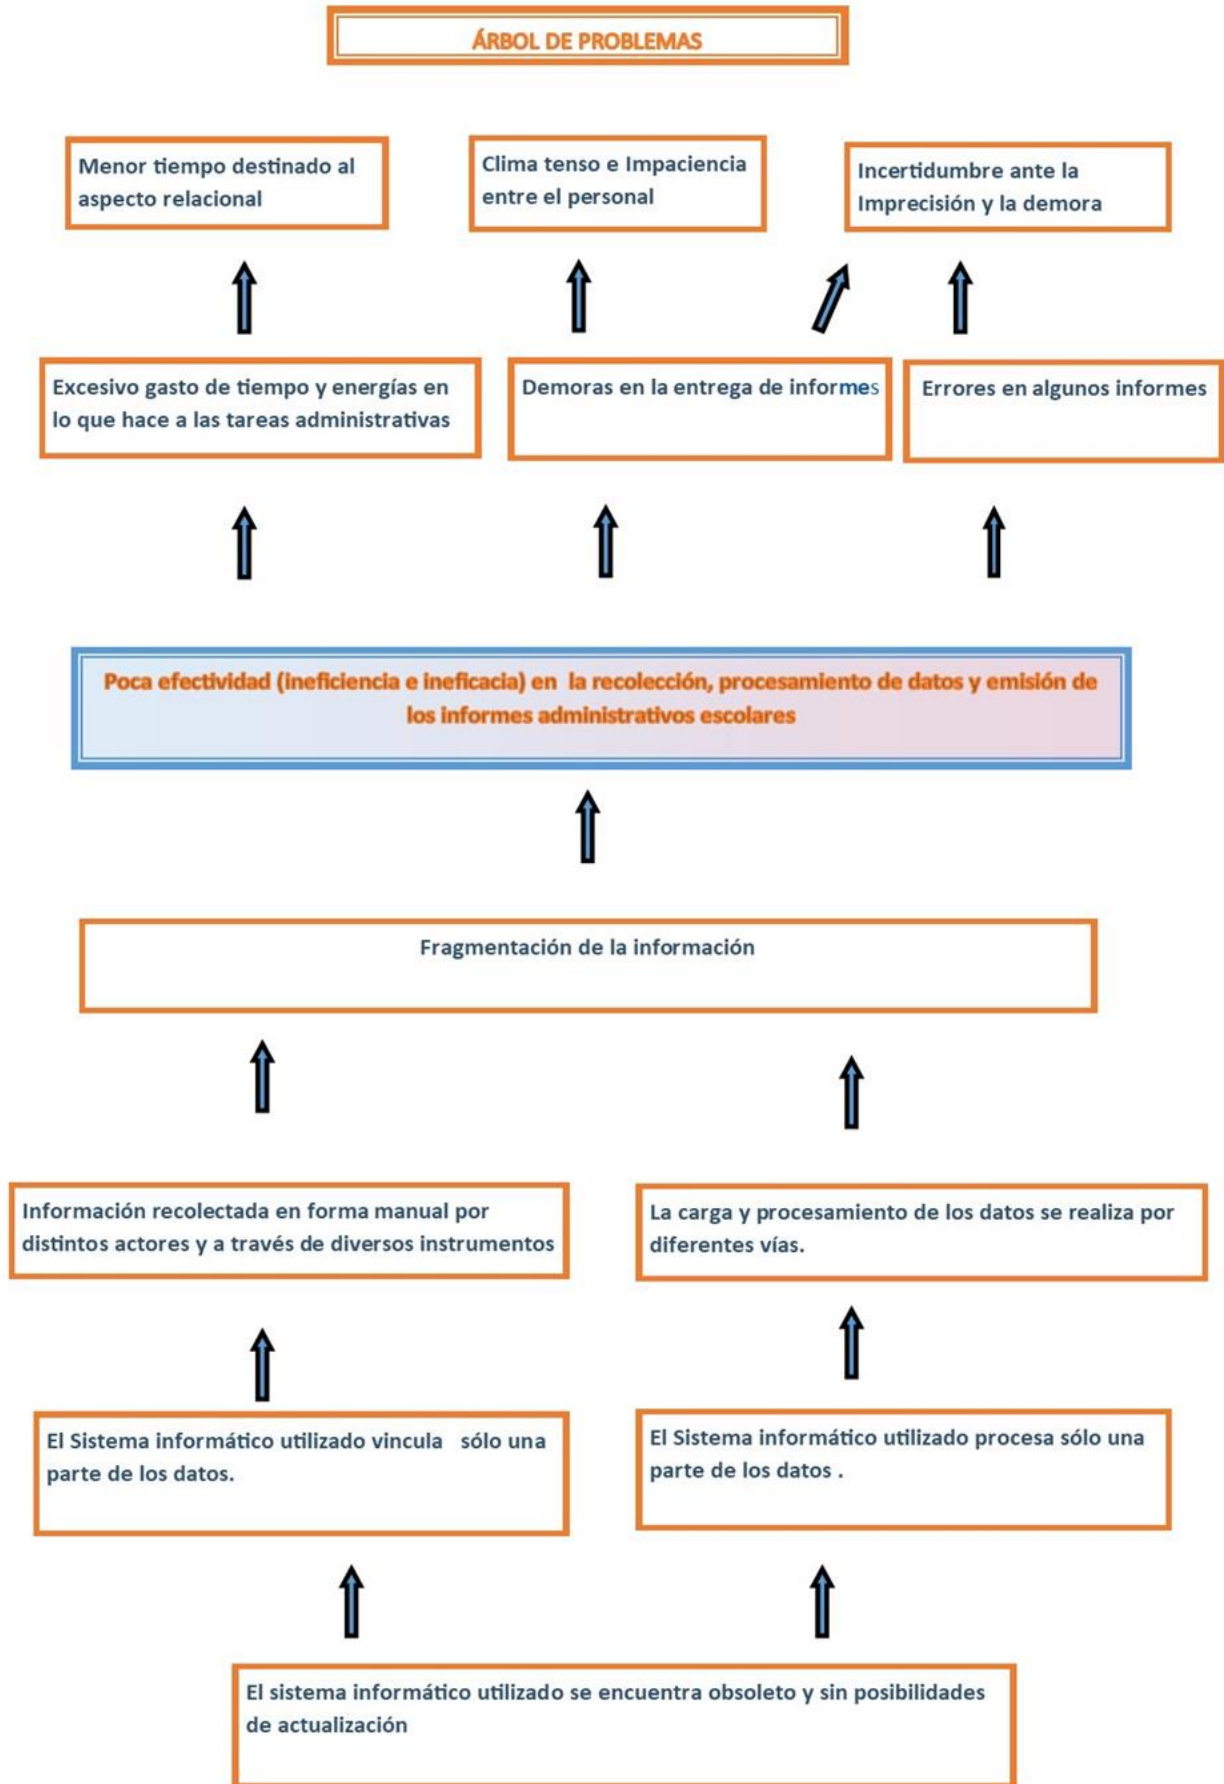 ÁRBOL DE PROBLEMAS
Menor tiempo destinado al
aspecto relacional
Clima tenso e Impaciencia
entre el personal
Incertidumbre ante la
Imprecisión y la demora
Excesivo gasto de tiempo y energías en
lo que hace a las tareas administrativas
Demoras en la entrega de informes
Errores en algunos informes
Poca efectividad (ineficiencia e ineficacia) en la recolección, procesamiento de datos y emisión de
los informes administrativos escolares
Fragmentación de la información
Información recolectada en forma manual por
distintos actores y a través de diversos instrumentos
La carga y procesamiento de los datos se realiza por
diferentes vías.
El Sistema informático utilizado vincula sólo una
parte de los datos.
El Sistema informático utilizado procesa sólo una
parte de los datos .
El sistema informático utilizado se encuentra obsoleto y sin posibilidades
de actualización